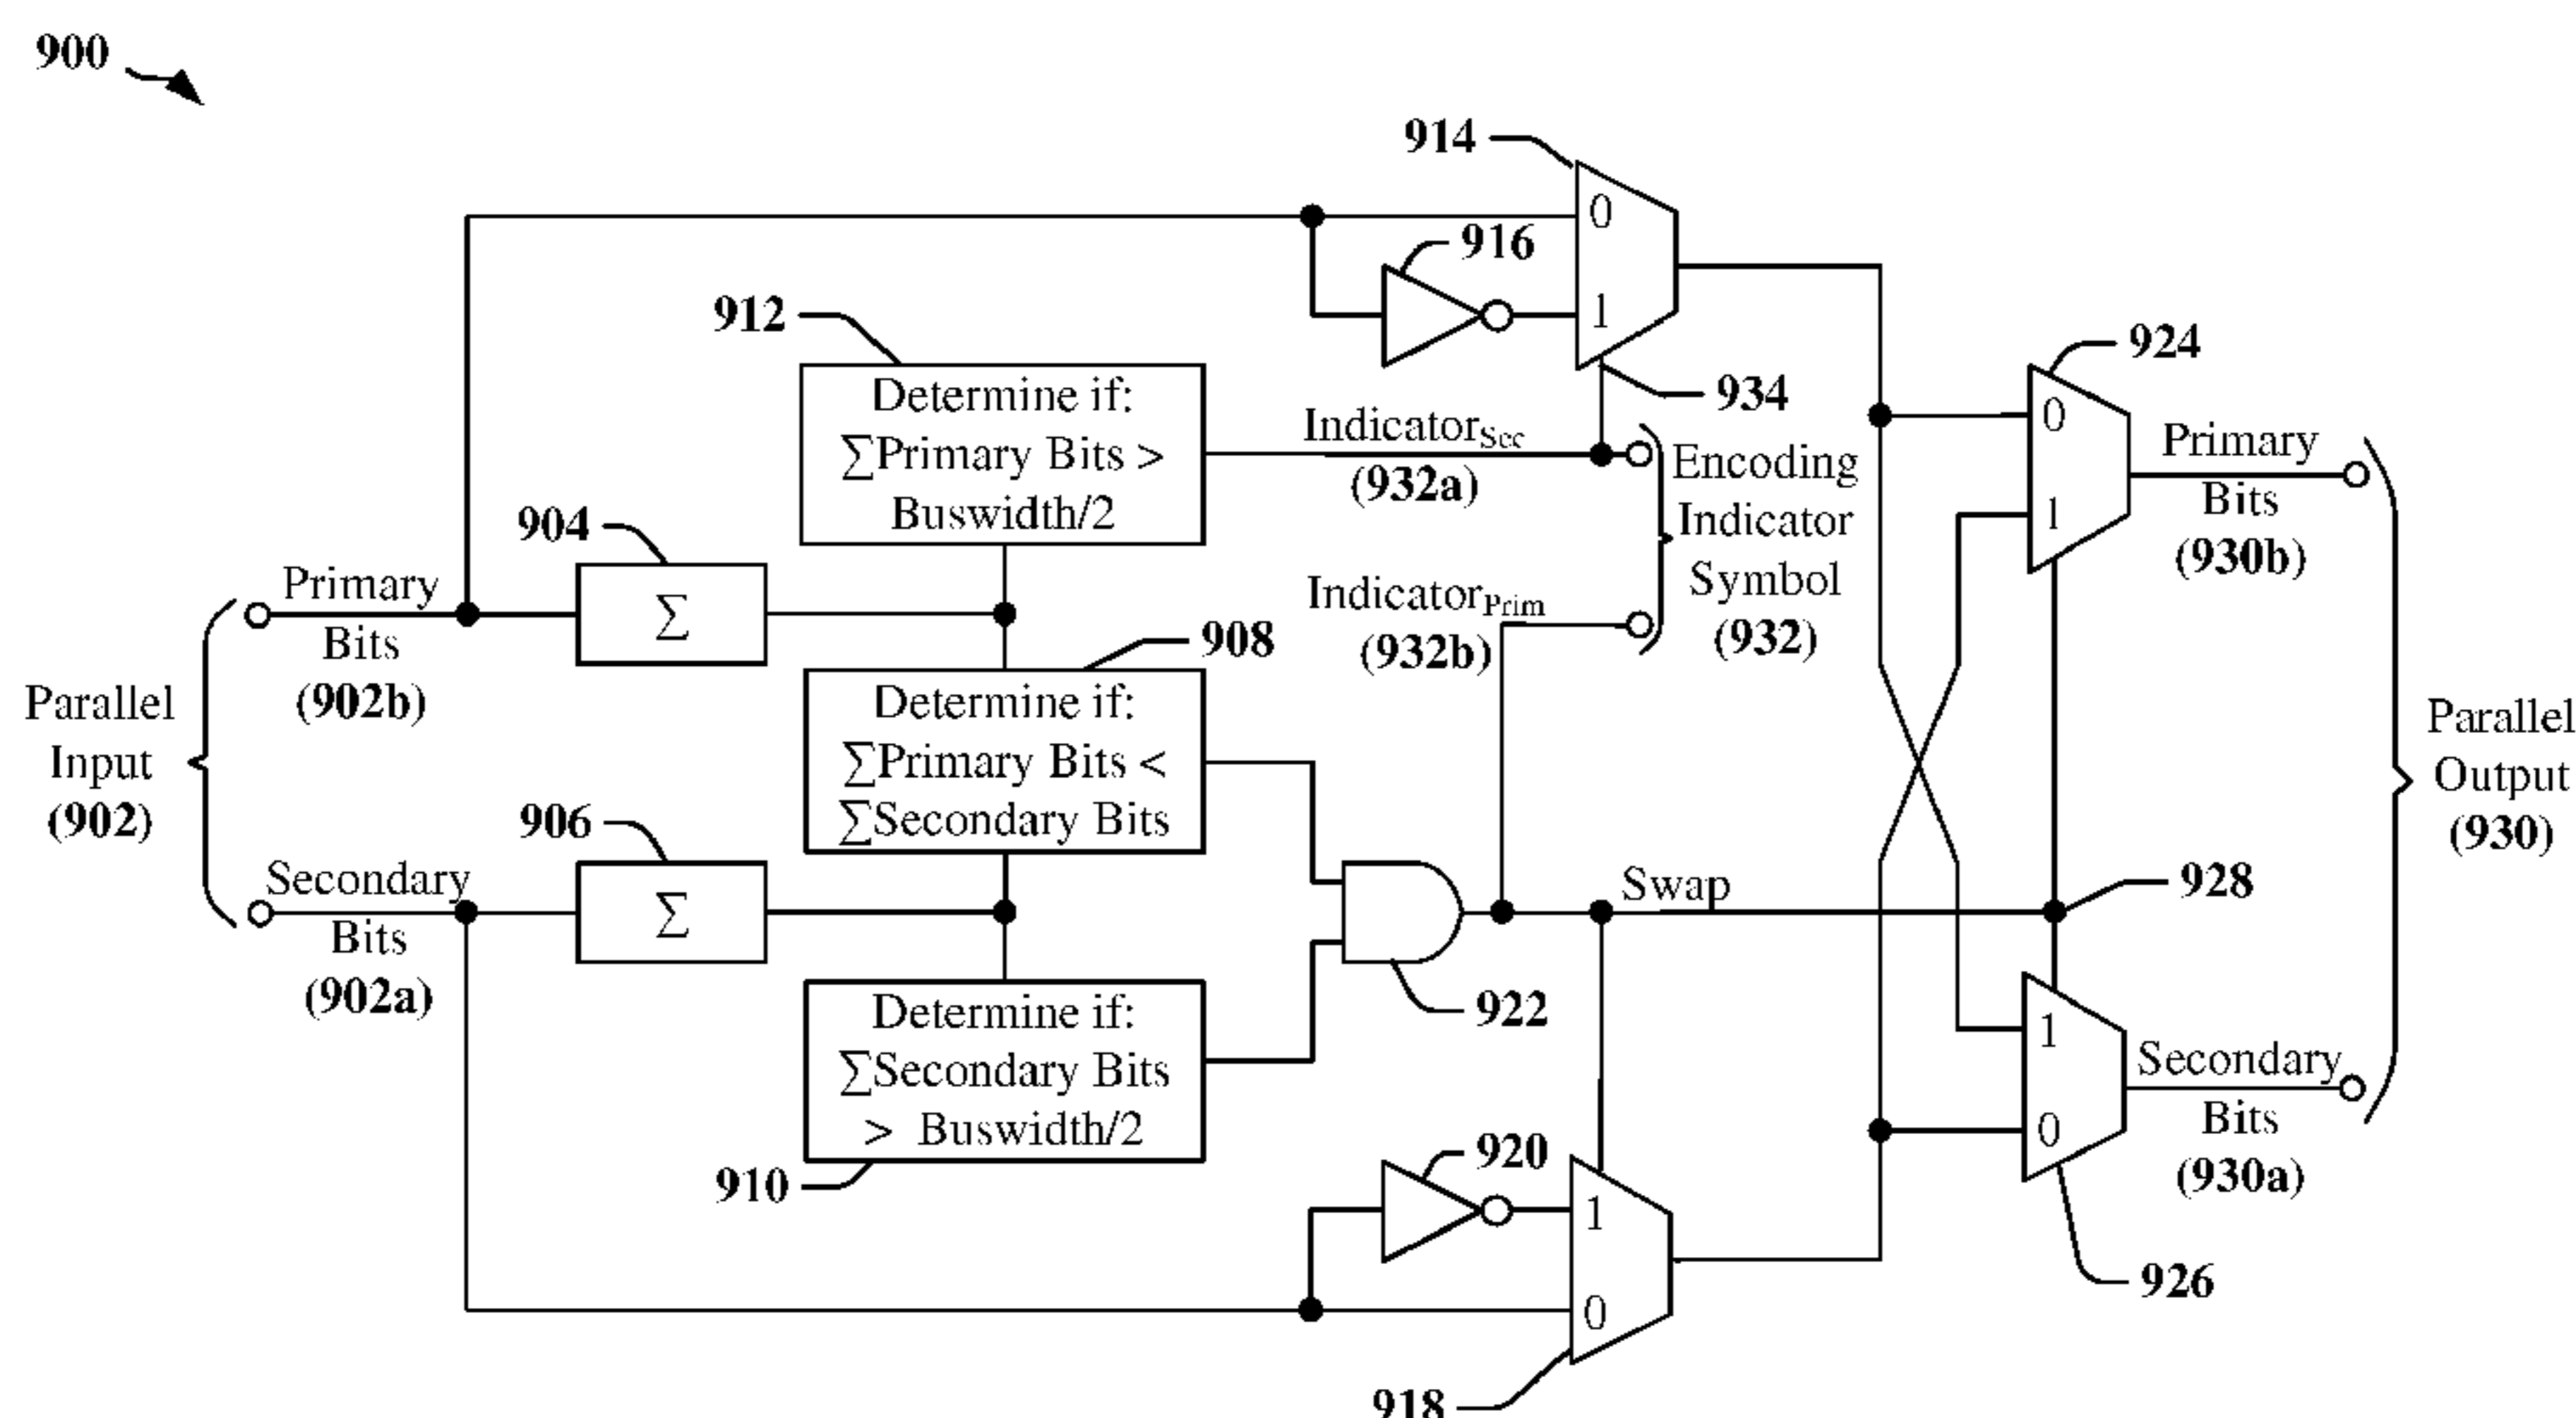 900
914
0
916
1
934
912
Determine if:
∑Primary Bits >
Buswidth/2
Indicator_Sec
(932a)
Encoding
Indicator
Symbol
(932)
Indicator_Prim
(932b)
924
0
1
Primary
Bits
(930b)
904
Primary
Bits
(902b)
∑
908
Determine if:
∑Primary Bits <
∑Secondary Bits
Parallel
Input
(902)
Parallel
Output
(930)
906
Secondary
Bits
(902a)
∑
Swap
928
922
910
Determine if:
∑Secondary Bits
> Buswidth/2
1
0
Secondary
Bits
(930a)
926
920
1
0
918